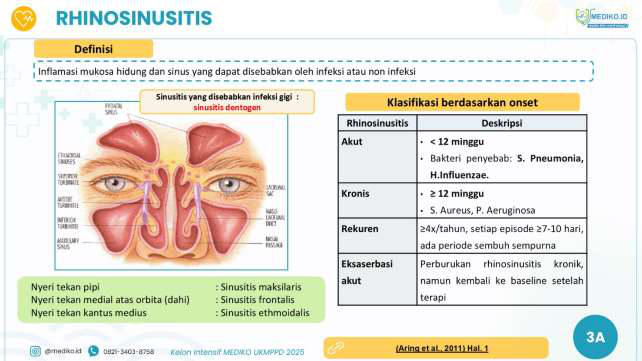 RHINOSINUSITIS
MEDIKO.ID
Definisi
Inflamasi mukosa hidung dan sinus yang dapat disebabkan oleh infeksi atau non infeksi
Sinusitis yang disebabkan infeksi gigi :
sinusitis dentogen
FRONTAL
SINUS
ETHMOIDAL
SINUSES
SUPERIOR
TURBINATE
MIDDLE
TURBINATE
INFERIOR
TURBINATE
MAXILLARY
SINUS
LACRIMAL
SAC
NASO
LACRIMAL
DUCT
NASAL
PASSAGE
Nyeri tekan pipi : Sinusitis maksilaris
Nyeri tekan medial atas orbita (dahi) : Sinusitis frontalis
Nyeri tekan kantus medius : Sinusitis ethmoidalis
Klasifikasi berdasarkan onset
Rhinosinusitis Deskripsi
Akut • < 12 minggu
• Bakteri penyebab: S. Pneumonia,
H.Influenzae.
Kronis • ≥ 12 minggu
• S. Aureus, P. Aeruginosa
Rekuren ≥4x/tahun, setiap episode ≥7-10 hari,
ada periode sembuh sempurna
Eksaserbasi Perburukan rhinosinusitis kronik,
akut namun kembali ke baseline setelah
terapi
@mediko.id 0821-3403-8758 Kelon Intensif MEDIKO UKMPPD 2025
(Aring et al., 2011) Hal. 1
3A